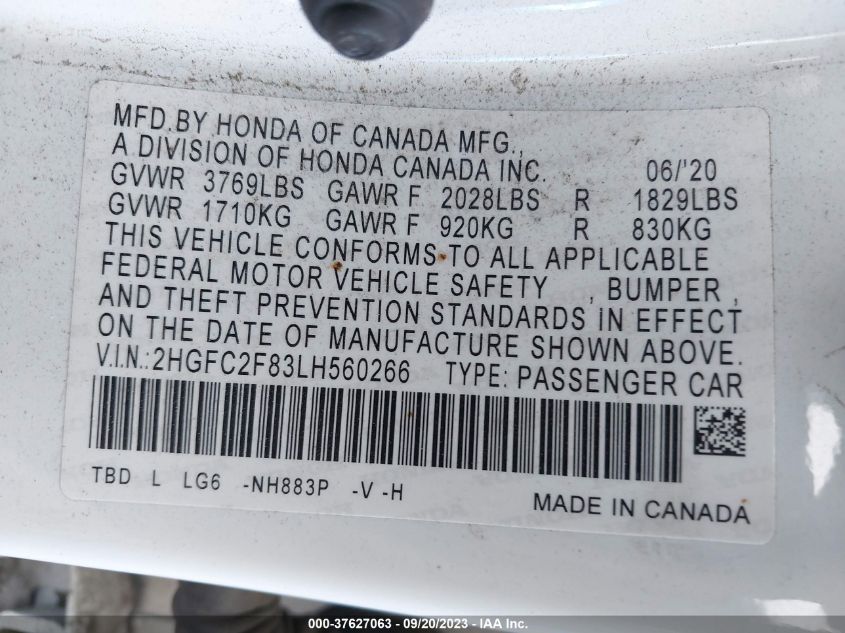 MFD.BY HONDA OF CANADA MFG.,
A DIVISION OF HONDA CANADA INC. 06/'20
GVWR 3769LBS GAWR F 2028LBS R 1829LBS
GVWR 1710KG GAWR F 920KG R 830KG
THIS VEHICLE CONFORMS TO ALL APPLICABLE
FEDERAL MOTOR VEHICLE SAFETY , BUMPER ,
AND THEFT PREVENTION STANDARDS IN EFFECT
ON THE DATE OF MANUFACTURE SHOWN ABOVE.
V.I.N.: 2HGFC2F83LH560266 TYPE: PASSENGER CAR
TBD L LG6 -NH883P -V -H
MADE IN CANADA
000-37627063 - 09/20/2023 - IAA Inc.